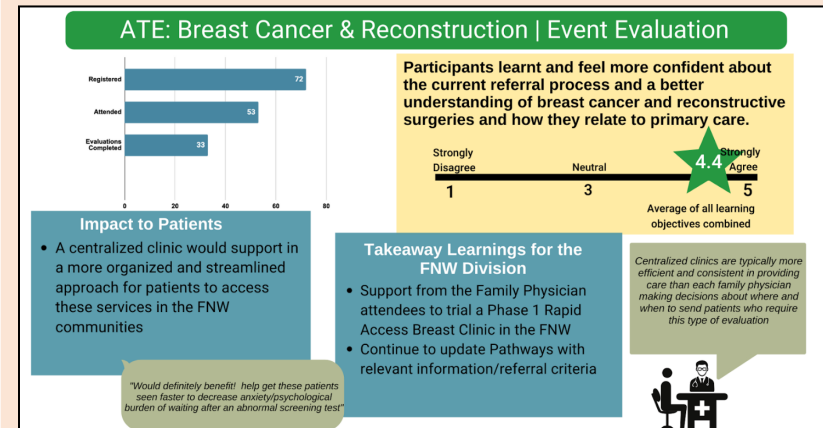 ATE: Breast Cancer & Reconstruction | Event Evaluation
Registered
72
Attended
53
Evaluations
Completed
33
0
20
40
60
80
Participants learnt and feel more confident about
the current referral process and a better
understanding of breast cancer and reconstructive
surgeries and how they relate to primary care.
Strongly
Disagree
Neutral
4.4
Strongly
Agree
1
3
5
Average of all learning
objectives combined
Impact to Patients
• A centralized clinic would support in
a more organized and streamlined
approach for patients to access
these services in the FNW
communities
"Would definitely benefit! help get these patients
seen faster to decrease anxiety/psychological
burden of waiting after an abnormal screening test"
Takeaway Learnings for the
FNW Division
• Support from the Family Physician
attendees to trial a Phase 1 Rapid
Access Breast Clinic in the FNW
• Continue to update Pathways with
relevant information/referral criteria
Centralized clinics are typically more
efficient and consistent in providing
care than each family physician
making decisions about where and
when to send patients who require
this type of evaluation